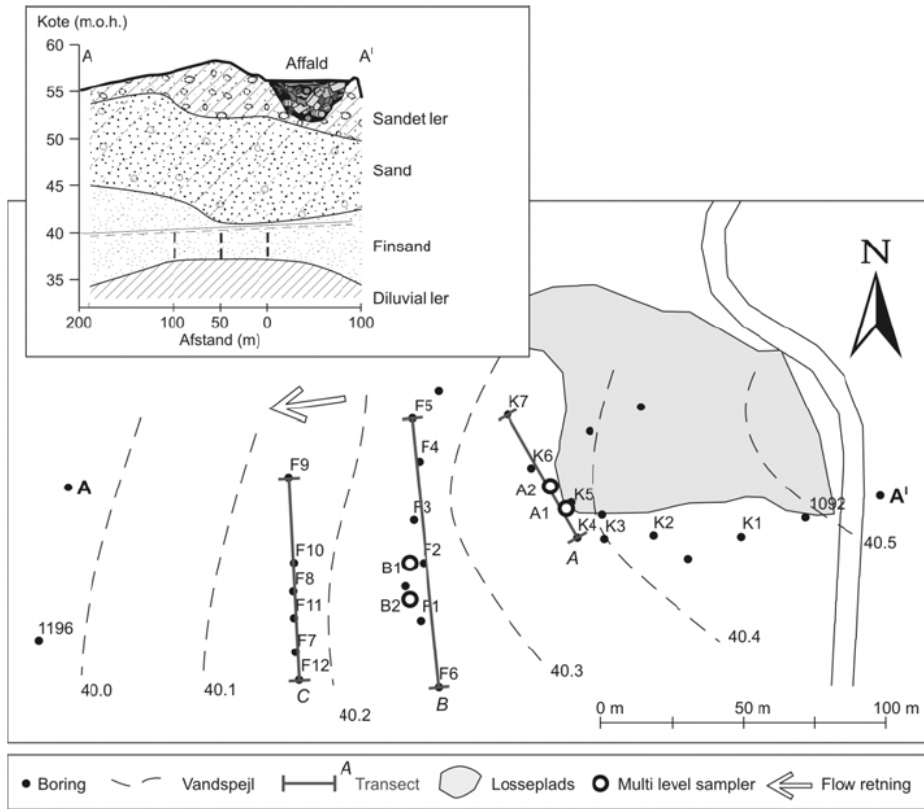 Kote (m.o.h.)
60
A
Affald
A'
55
Sandet ler
50
Sand
45
40
Finsand
35
Diluvial ler
200
100
50
0
100
Afstand (m)
N
F5
K7
F4
K6
F9
A
A2
K5
A'
1092
F3
A1
K4
K3
K2
K1
A
40.5
F10
B1
F2
F8
B2
F1
F11
40.4
1196
F7
40.3
F12
F6
40.0
40.1
C
B
40.2
0 m
50 m
100 m
Boring
Vandspejl
A
Transect
Losseplads
Multi level sampler
Flow retning